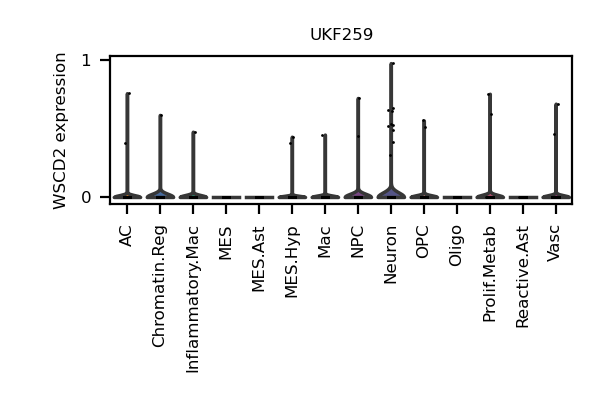 UKF259
WSCD2 expression
1
0
AC
Chromatin.Reg
Inflammatory.Mac
MES
MES.Ast
MES.Hyp
Mac
NPC
Neuron
OPC
Oligo
Prolif.Metab
Reactive.Ast
Vasc